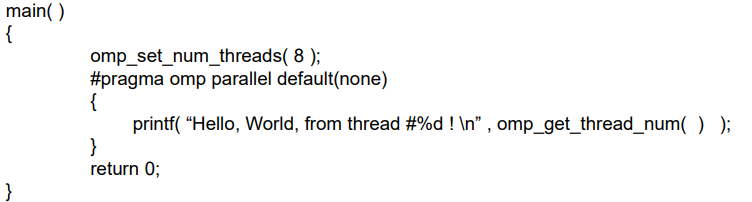 main( )
{
omp_set_num_threads( 8 );
#pragma omp parallel default(none)
{
printf( “Hello, World, from thread #%d ! \n” , omp_get_thread_num( ) );
}
return 0;
}